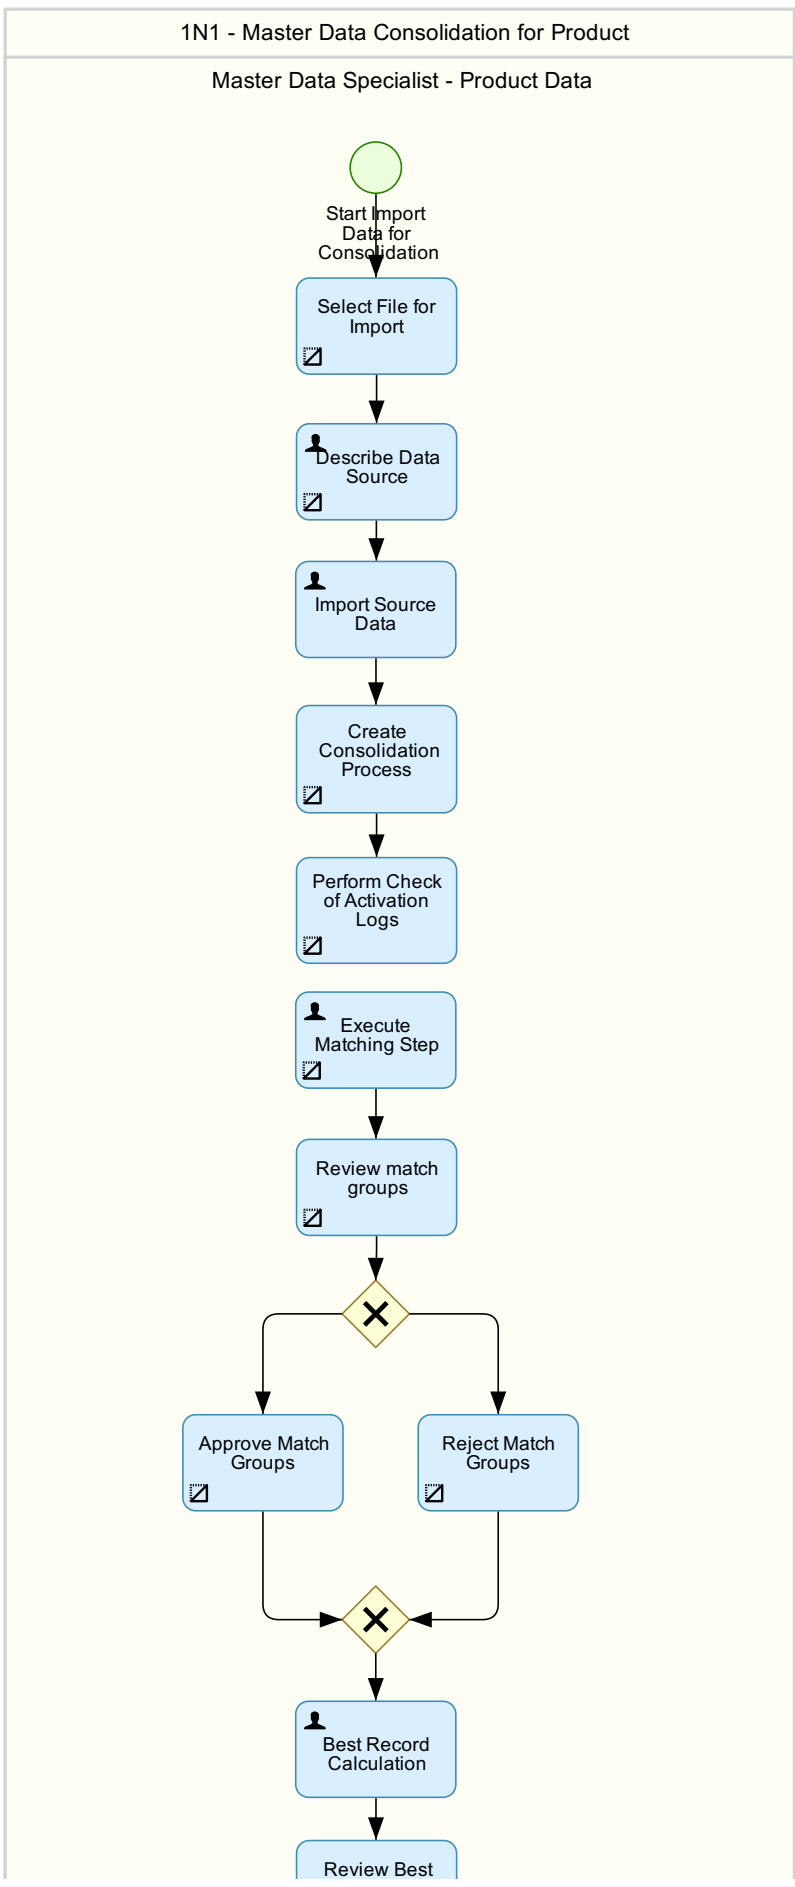 1N1 - Master Data Consolidation for Product
Master Data Specialist - Product Data
Start Import
Data for
Consolidation
Select File for
Import
Describe Data
Source
Import Source
Data
Create
Consolidation
Process
Perform Check
of Activation
Logs
Execute
Matching Step
Review match
groups
Approve Match
Groups
Reject Match
Groups
Best Record
Calculation
Review Best